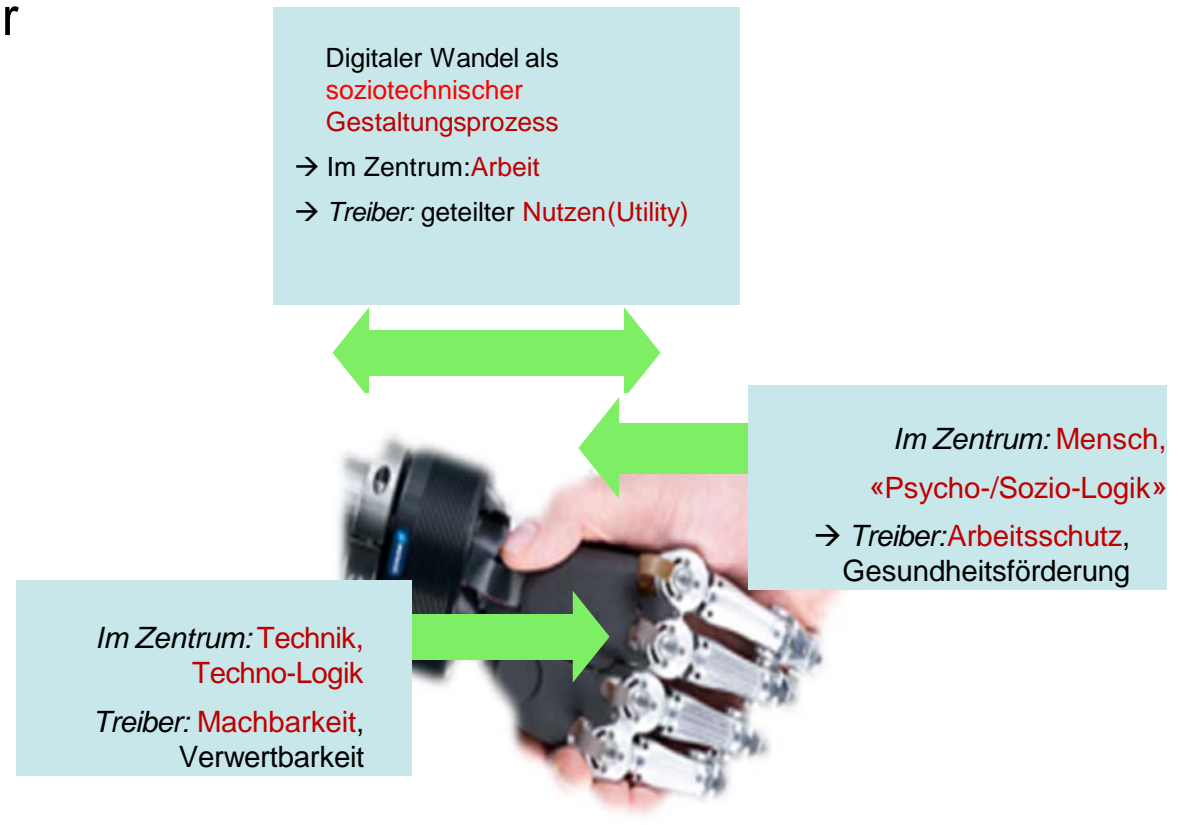 r
Digitaler Wandel als
soziotechnischer
Gestaltungsprozess
→ Im Zentrum:Arbeit
→ Treiber: geteilter Nutzen(Utility)
Im Zentrum: Mensch,
«Psycho-/Sozio-Logik»
→ Treiber:Arbeitsschutz,
Gesundheitsförderung
Im Zentrum: Technik,
Techno-Logik
Treiber: Machbarkeit,
Verwertbarkeit